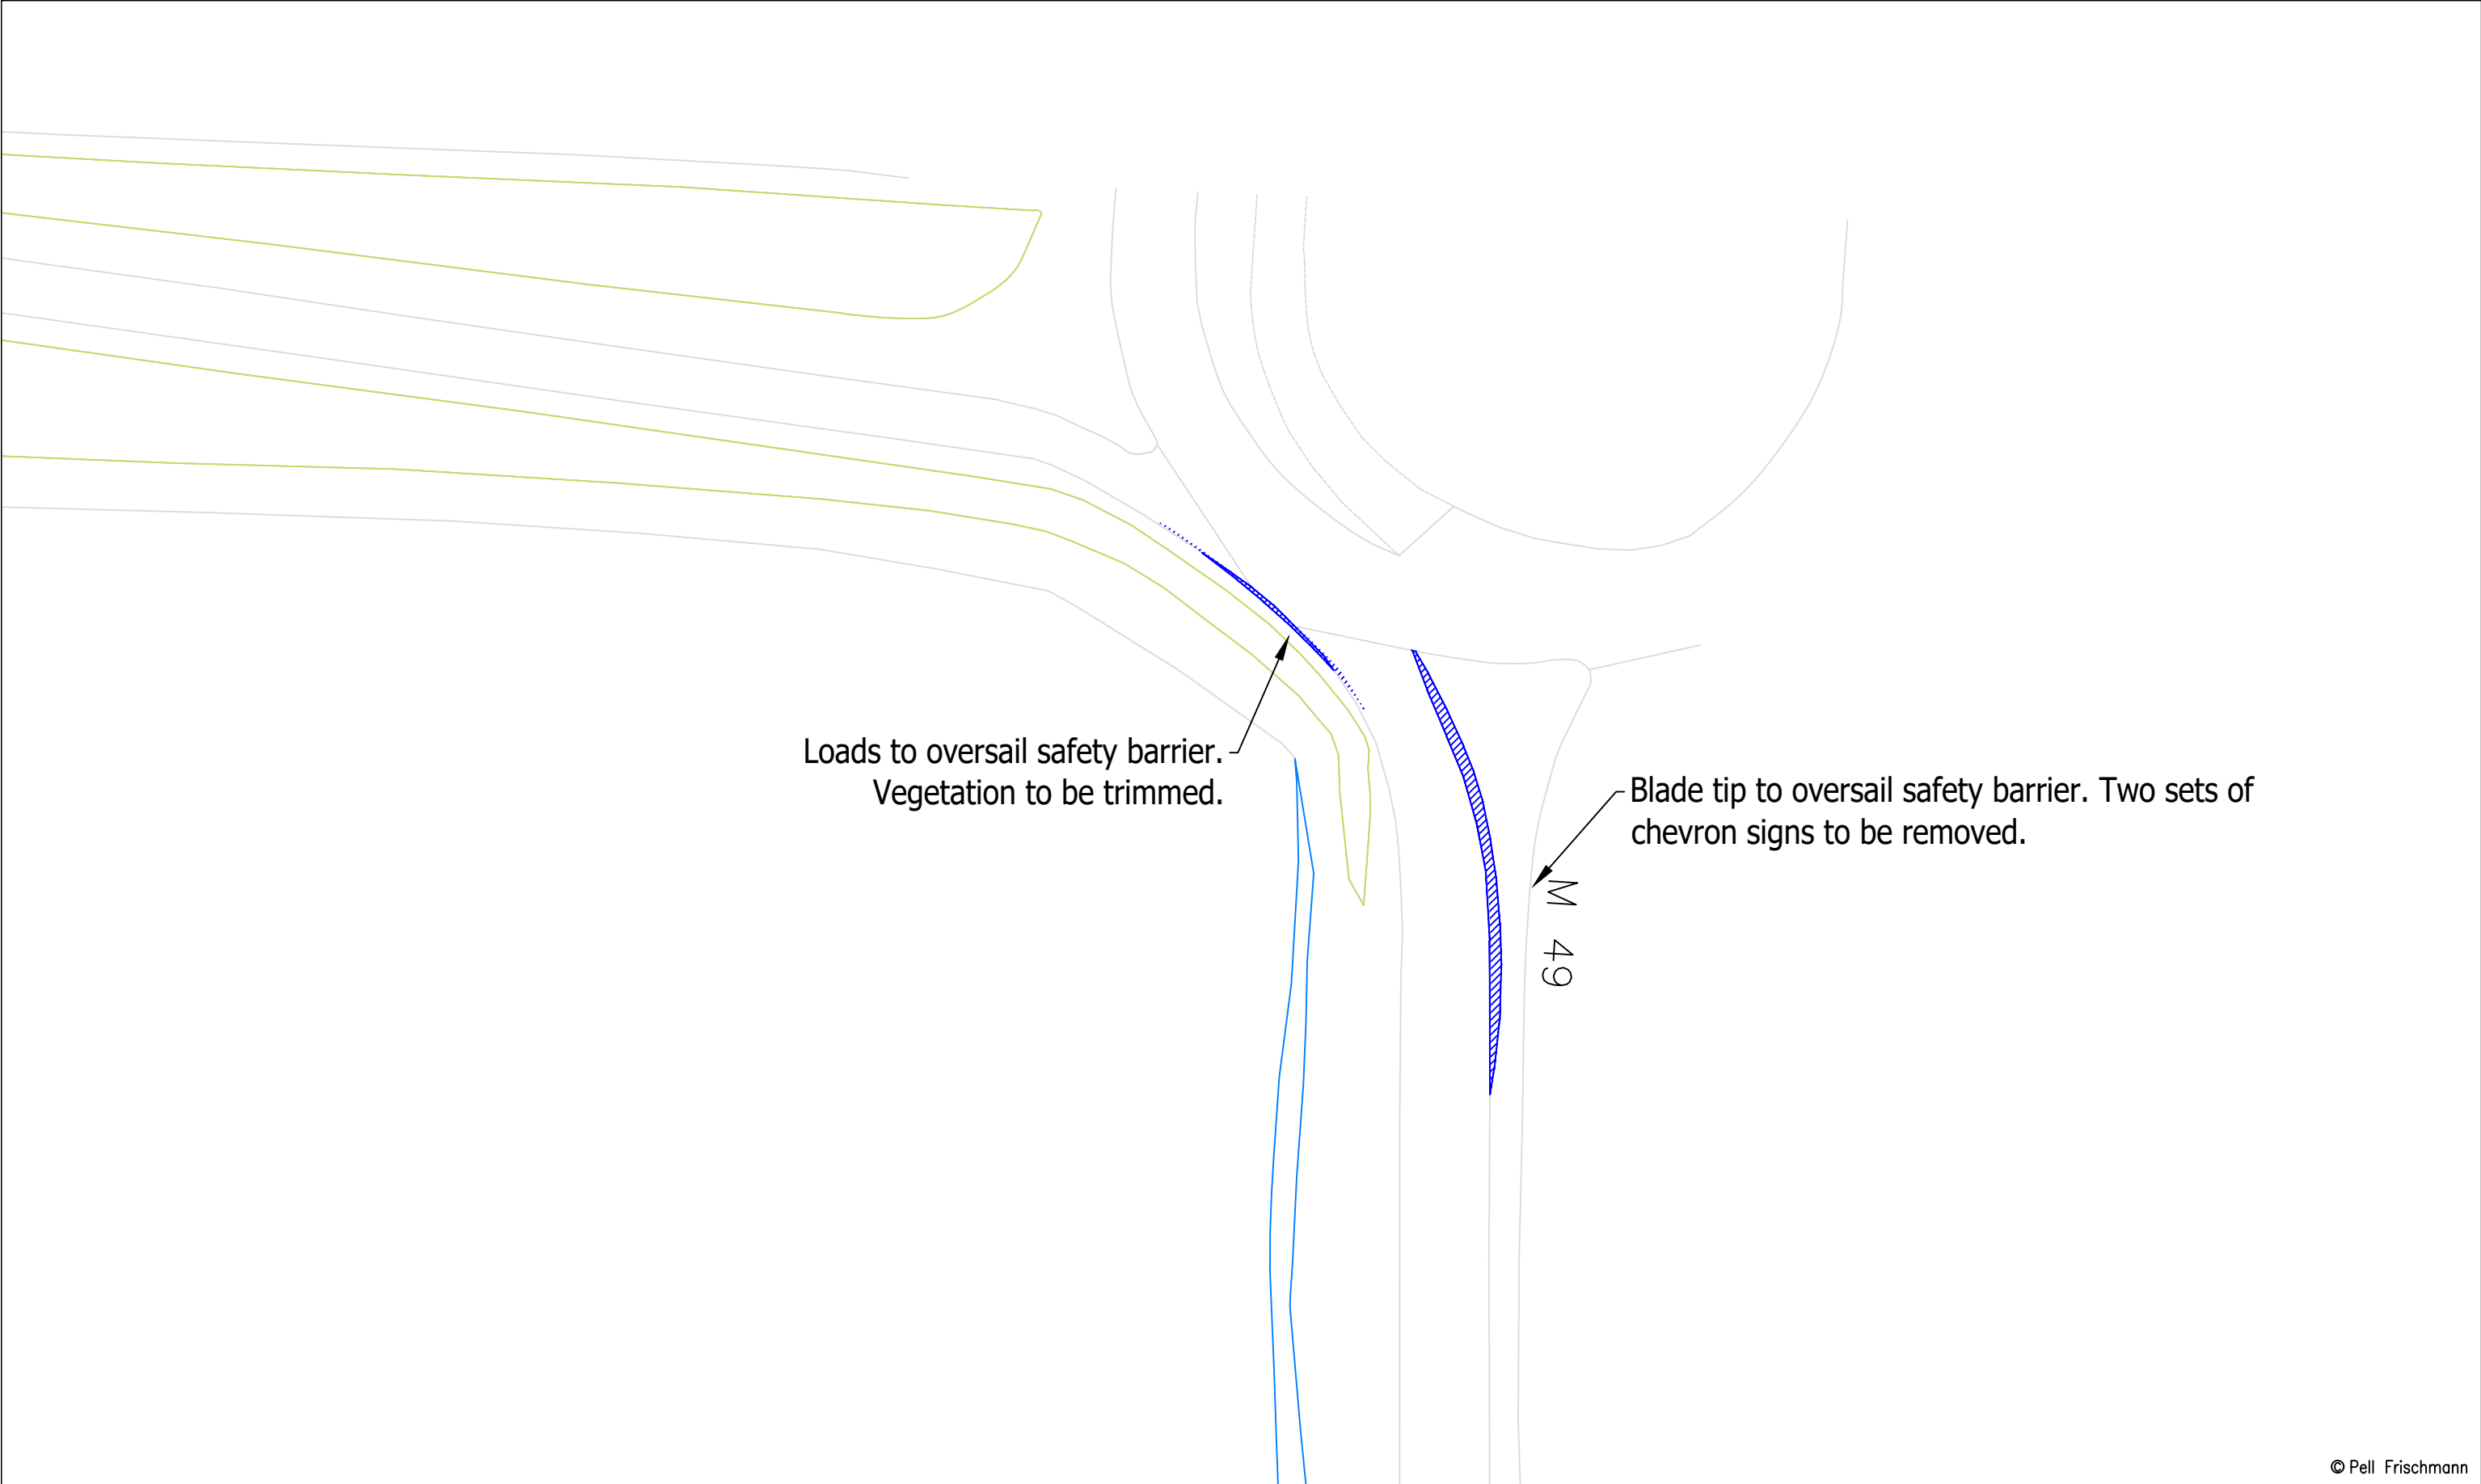 Loads to oversail safety barrier.
Vegetation to be trimmed.
Blade tip to oversail safety barrier. Two sets of
chevron signs to be removed.
M 49
© Pell Frischmann